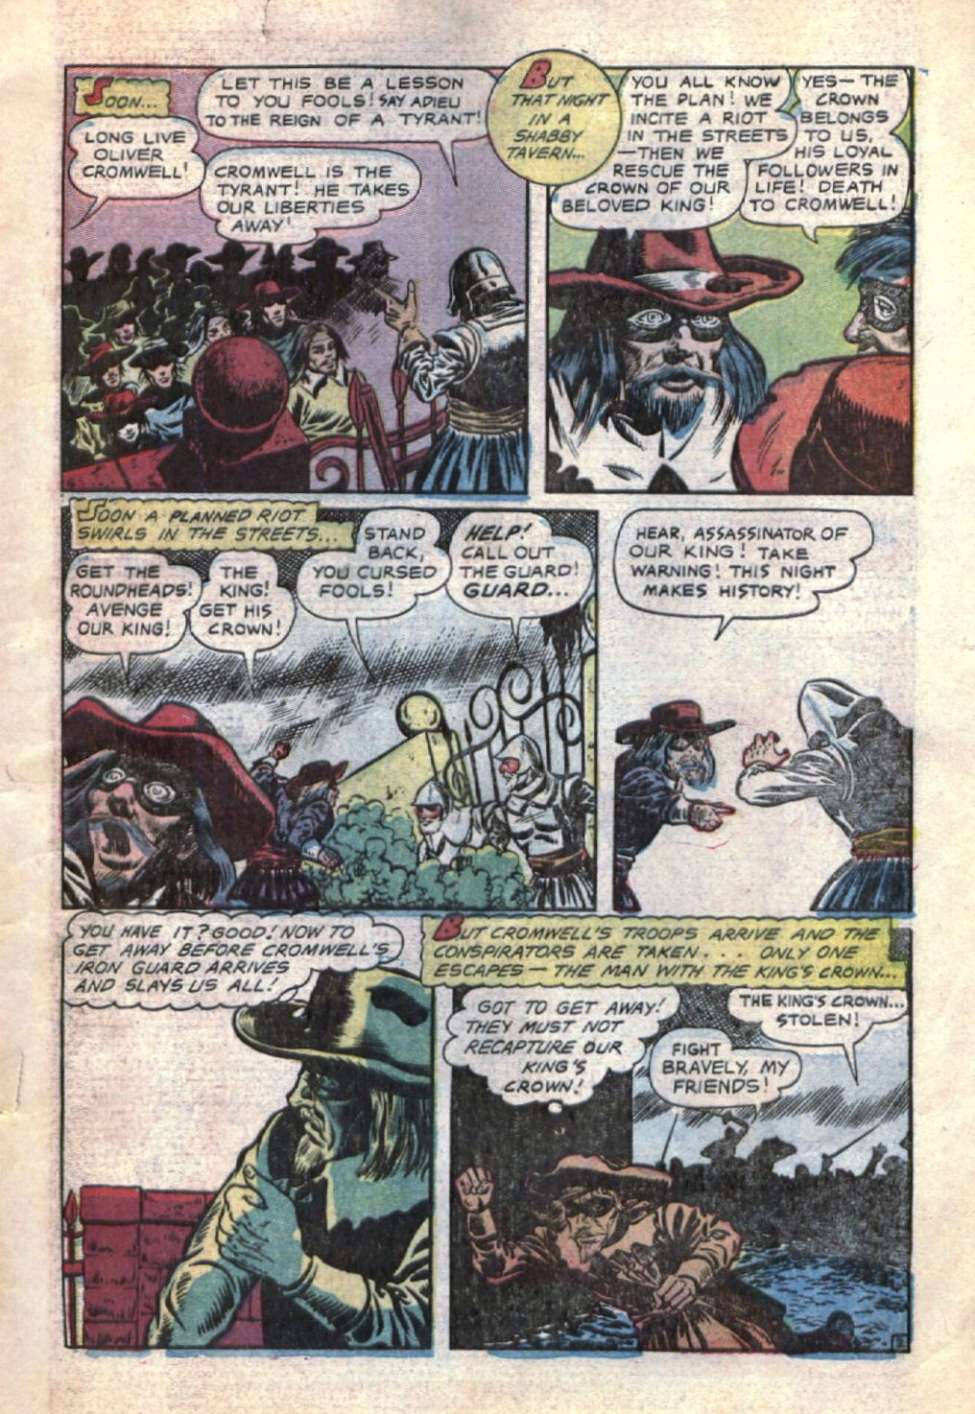 SOON...
LONG LIVE
OLIVER
CROMWELL!
LET THIS BE A LESSON
TO YOU FOOLS! SAY ADIEU
TO THE REIGN OF A TYRANT!
CROMWELL IS THE
TYRANT! HE TAKES
OUR LIBERTIES
AWAY!
BUT
THAT NIGHT
IN A
SHABBY
TAVERN...
YOU ALL KNOW
THE PLAN! WE
INCITE A RIOT
IN THE STREETS
—THEN WE
RESCUE THE
CROWN OF OUR
BELOVED KING!
YES— THE
CROWN
BELONGS
TO US,
HIS LOYAL
FOLLOWERS IN
LIFE! DEATH
TO CROMWELL!
SOON A PLANNED RIOT
SWIRLS IN THE STREETS...
GET THE
ROUNDHEADS!
AVENGE
OUR KING!
THE
KING!
GET HIS
CROWN!
STAND
BACK,
YOU CURSED
FOOLS!
HELP!
CALL OUT
THE GUARD!
GUARD...
HEAR, ASSASSINATOR OF
OUR KING! TAKE
WARNING! THIS NIGHT
MAKES HISTORY!
YOU HAVE IT? GOOD! NOW TO
GET AWAY BEFORE CROMWELL'S
IRON GUARD ARRIVES
AND SLAYS US ALL!
BUT CROMWELL'S TROOPS ARRIVE AND THE
CONSPIRATORS ARE TAKEN... ONLY ONE
ESCAPES — THE MAN WITH THE KING'S CROWN...
GOT TO GET AWAY!
THEY MUST NOT
RECAPTURE OUR
KING'S
CROWN!
FIGHT
BRAVELY, MY
FRIENDS!
THE KING'S CROWN...
STOLEN!